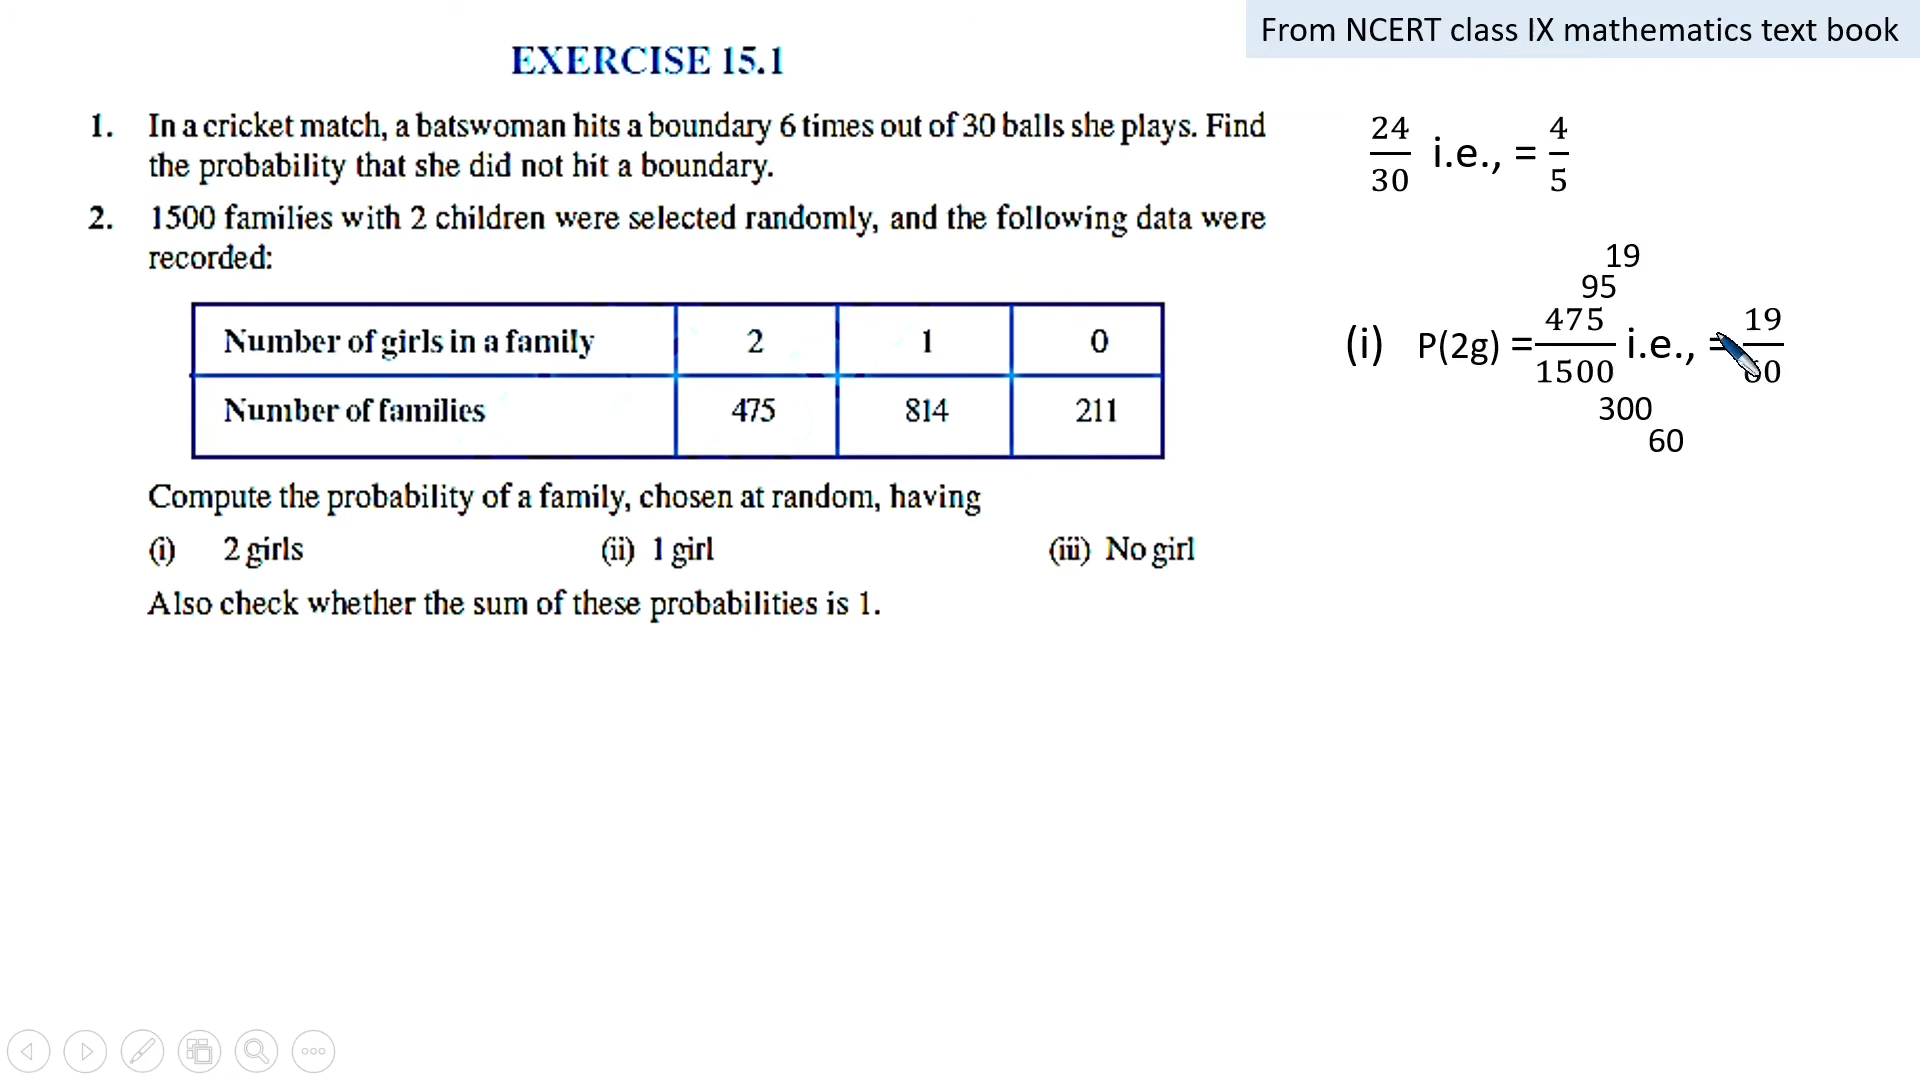 From NCERT class IX mathematics text book
EXERCISE 15.1
1. In a cricket match, a batswoman hits a boundary 6 times out of 30 balls she plays. Find
the probability that she did not hit a boundary.
2. 1500 families with 2 children were selected randomly, and the following data were
recorded:
Number of girls in a family 2 1 0
Number of families 475 814 211
Compute the probability of a family, chosen at random, having
(i) 2 girls (ii) 1 girl (iii) No girl
Also check whether the sum of these probabilities is 1.
24/30 i.e., = 4/5
19
95
(i) P(2g) = 475/1500 i.e., = 19/60
300
60